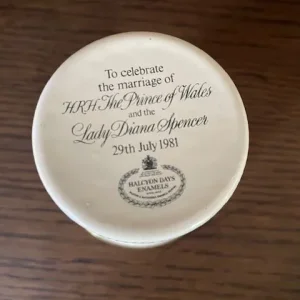 To celebrate
the marriage of
HRH The Prince of Wales
and the
Lady Diana Spencer
29th July 1981
HALCYON DAYS
ENAMELS